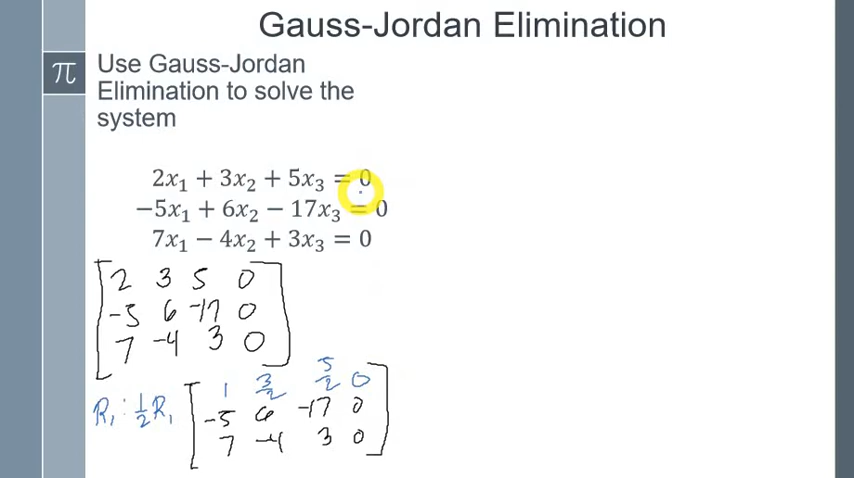 Gauss-Jordan Elimination
π
Use Gauss-Jordan
Elimination to solve the
system
2x₁ + 3x₂ + 5x₃ = 0
−5x₁ + 6x₂ − 17x₃ = 0
7x₁ − 4x₂ + 3x₃ = 0
2 3 5 0
-5 6 -17 0
7 -4 3 0
R₁ : 1/2 R₁
1 3/2 5/2 0
-5 6 -17 0
7 -4 3 0